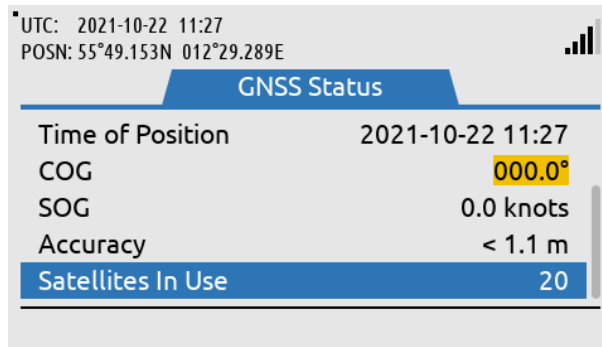 UTC: 2021-10-22 11:27
POSN: 55°49.153N 012°29.289E
GNSS Status
Time of Position 2021-10-22 11:27
COG 000.0°
SOG 0.0 knots
Accuracy < 1.1 m
Satellites In Use 20